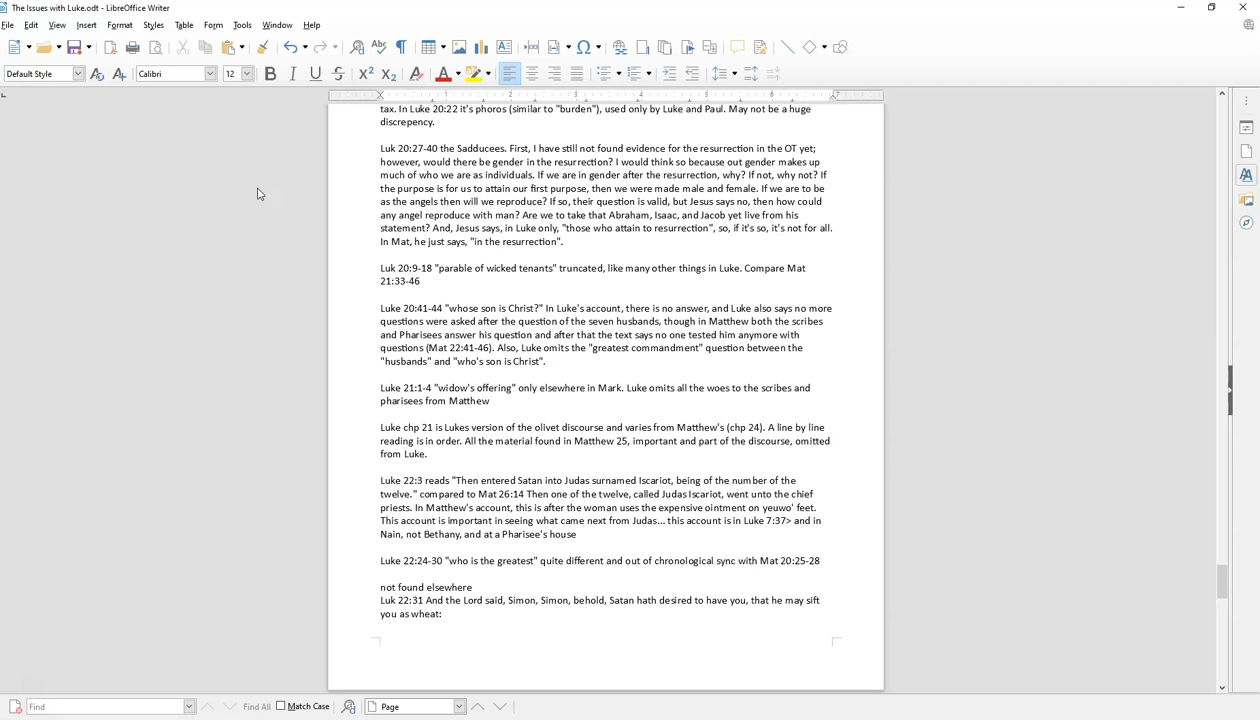 The Issues with Luke.odt - LibreOffice Writer
File Edit View Insert Format Styles Table Form Tools Window Help
Default Style Calibri 12
1 2 3 4 5 6 7
tax. In Luke 20:22 it's phoros (similar to "burden"), used only by Luke and Paul. May not be a huge
discrepency.
Luk 20:27-40 the Sadducees. First, I have still not found evidence for the resurrection in the OT yet;
however, would there be gender in the resurrection? I would think so because out gender makes up
much of who we are as individuals. If we are in gender after the resurrection, why? If not, why not? If
the purpose is for us to attain our first purpose, then we were made male and female. If we are to be
as the angels then will we reproduce? If so, their question is valid, but Jesus says no, then how could
any angel reproduce with man? Are we to take that Abraham, Isaac, and Jacob yet live from his
statement? And, Jesus says, in Luke only, "those who attain to resurrection", so, if it's so, it's not for all.
In Mat, he just says, "in the resurrection".
Luk 20:9-18 "parable of wicked tenants" truncated, like many other things in Luke. Compare Mat
21:33-46
Luke 20:41-44 "whose son is Christ?" In Luke's account, there is no answer, and Luke also says no more
questions were asked after the question of the seven husbands, though in Matthew both the scribes
and Pharisees answer his question and after that the text says no one tested him anymore with
questions (Mat 22:41-46). Also, Luke omits the "greatest commandment" question between the
"husbands" and "who's son is Christ".
Luke 21:1-4 "widow's offering" only elsewhere in Mark. Luke omits all the woes to the scribes and
pharisees from Matthew
Luke chp 21 is Lukes version of the olivet discourse and varies from Matthew's (chp 24). A line by line
reading is in order. All the material found in Matthew 25, important and part of the discourse, omitted
from Luke.
Luke 22:3 reads "Then entered Satan into Judas surnamed Iscariot, being of the number of the
twelve." compared to Mat 26:14 Then one of the twelve, called Judas Iscariot, went unto the chief
priests. In Matthew's account, this is after the woman uses the expensive ointment on yeuwo' feet.
This account is important in seeing what came next from Judas... this account is in Luke 7:37> and in
Nain, not Bethany, and at a Pharisee's house
Luke 22:24-30 "who is the greatest" quite different and out of chronological sync with Mat 20:25-28
not found elsewhere
Luk 22:31 And the Lord said, Simon, Simon, behold, Satan hath desired to have you, that he may sift
you as wheat:
Find Find All Match Case Page